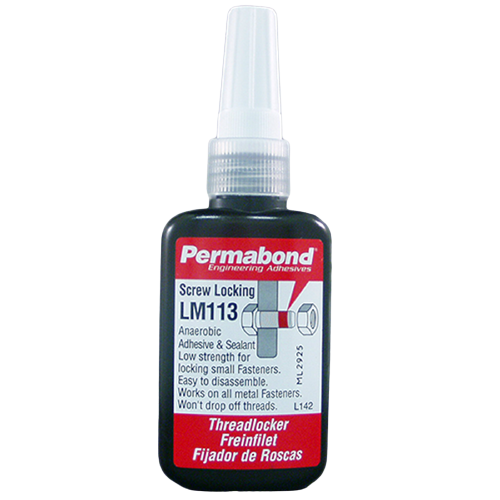 Permabond®
Engineering Adhesives
Screw Locking
LM113
Anaerobic
Adhesive & Sealant
Low strength for
locking small Fasteners.
Easy to disassemble.
Works on all metal Fasteners.
Won't drop off threads.
ML2925
L142
Threadlocker
Freinfilet
Fijador de Roscas